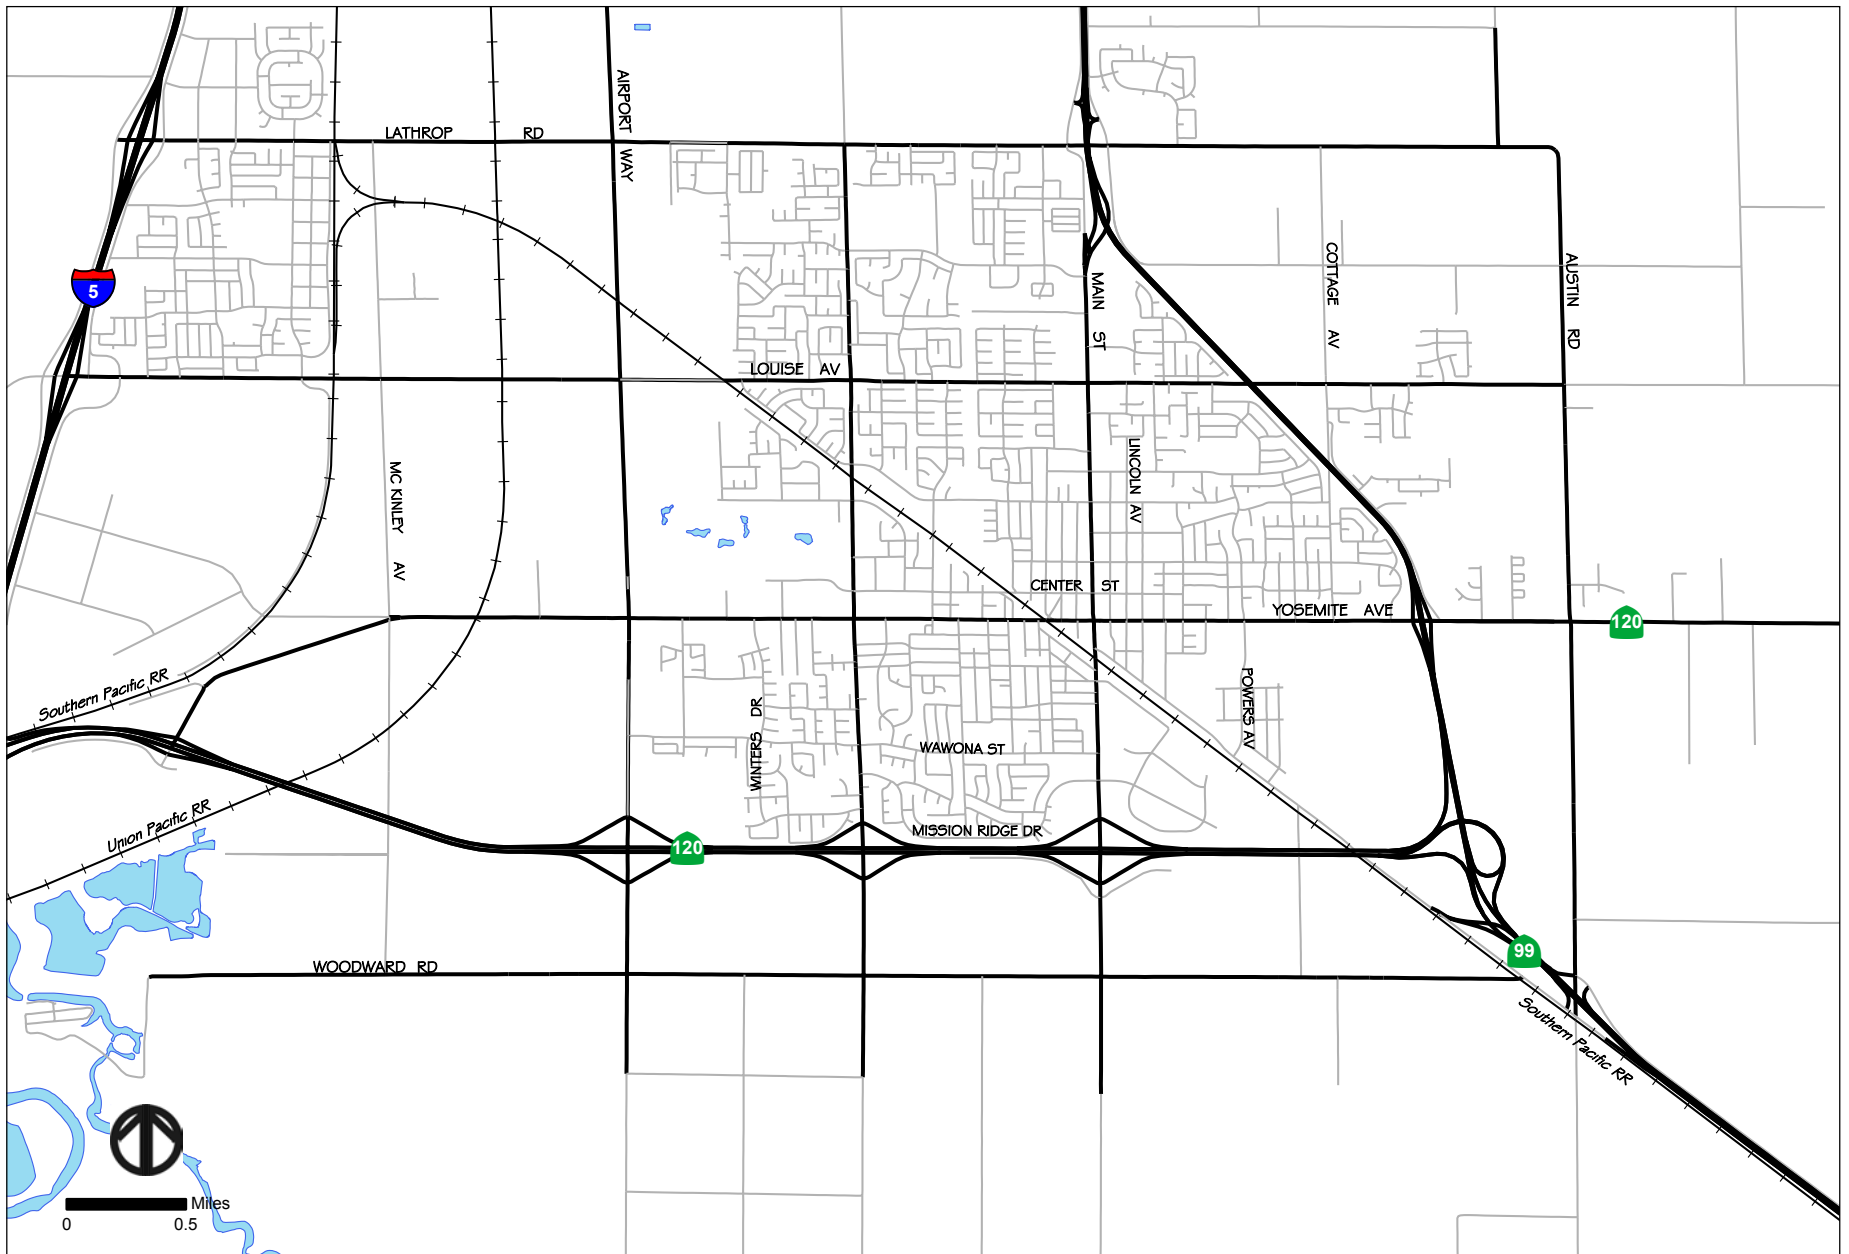 AIRPORT WAY
LATHROP RD
5
MAIN ST
COTTAGE AV
AUSTIN RD
LOUISE AV
MC KINLEY AV
LINCOLN AV
CENTER ST
YOSEMITE AVE
120
Southern Pacific RR
WINTERS DR
POWERS AV
WAWONA ST
Union Pacific RR
MISSION RIDGE DR
120
99
WOODWARD RD
Southern Pacific RR
Miles
0 0.5